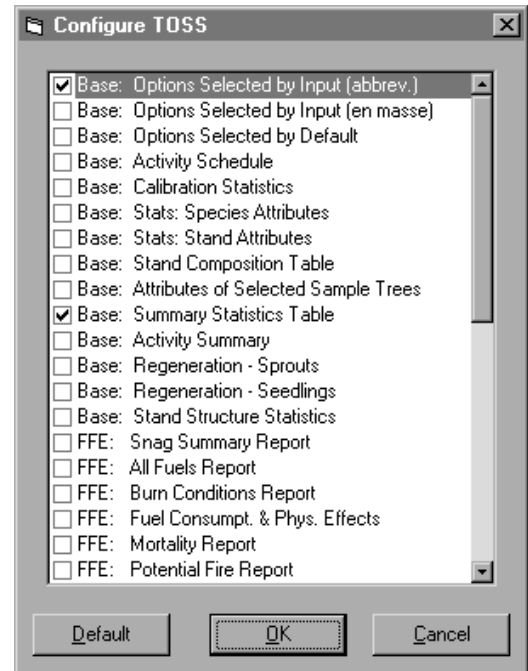 Configure TOSS
Base: Options Selected by Input (abbrev.)
Base: Options Selected by Input (en masse)
Base: Options Selected by Default
Base: Activity Schedule
Base: Calibration Statistics
Base: Stats: Species Attributes
Base: Stats: Stand Attributes
Base: Stand Composition Table
Base: Attributes of Selected Sample Trees
Base: Summary Statistics Table
Base: Activity Summary
Base: Regeneration - Sprouts
Base: Regeneration - Seedlings
Base: Stand Structure Statistics
FFE: Snag Summary Report
FFE: All Fuels Report
FFE: Burn Conditions Report
FFE: Fuel Consumpt. & Phys. Effects
FFE: Mortality Report
FFE: Potential Fire Report
Default OK Cancel